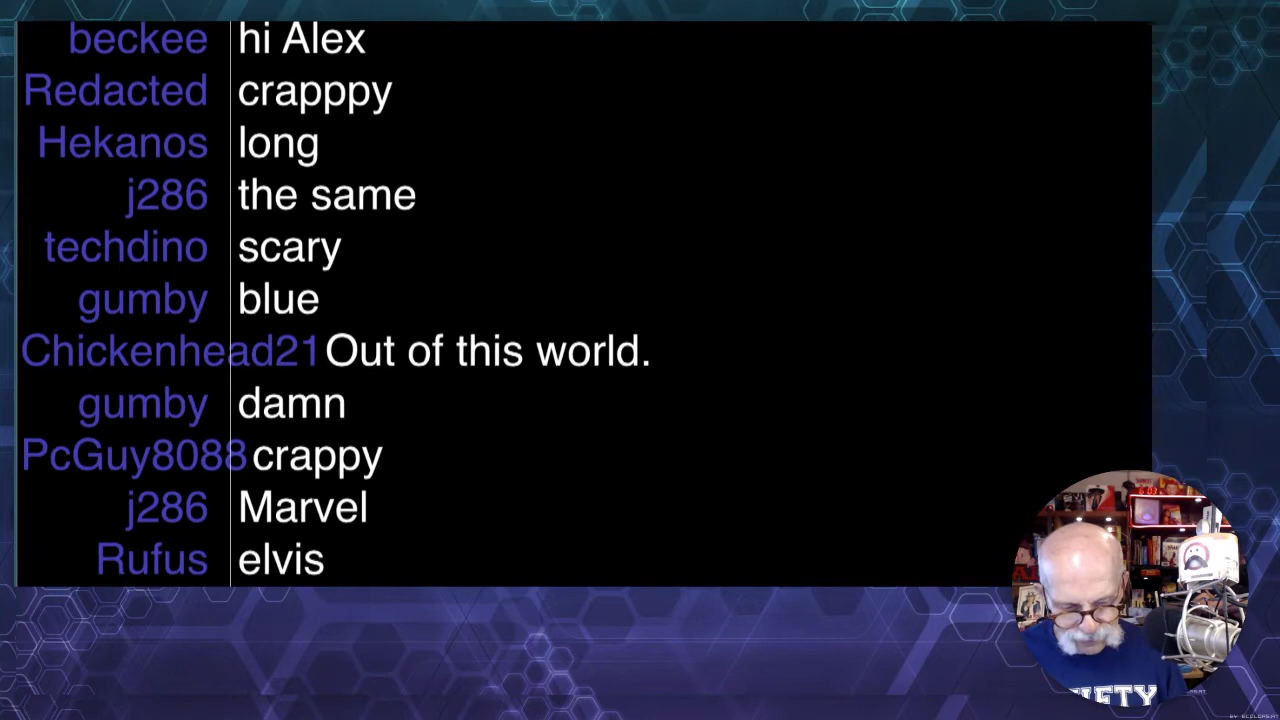 beckee hi Alex
Redacted crapppy
Hekanos long
j286 the same
techdino scary
gumby blue
Chickenhead21 Out of this world.
gumby damn
PcGuy8088 crappy
j286 Marvel
Rufus elvis